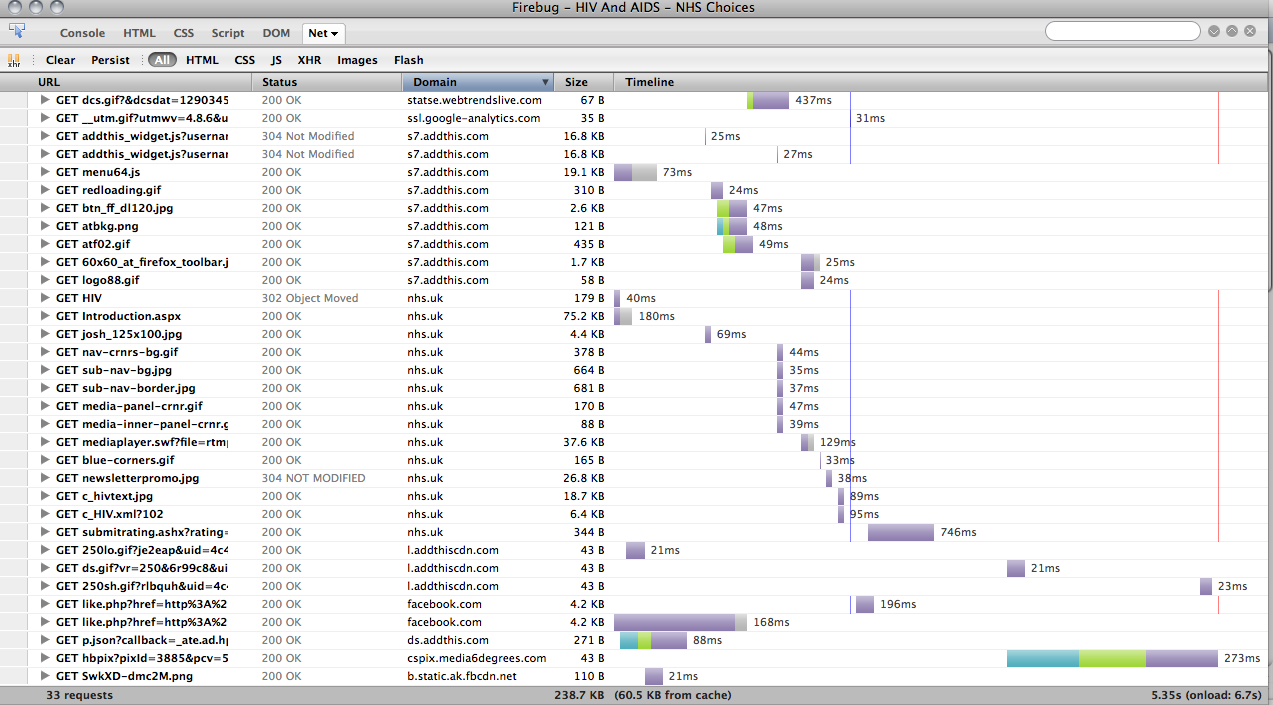 Firebug - HIV And AIDS - NHS Choices
Console HTML CSS Script DOM Net
xhr Clear Persist All HTML CSS JS XHR Images Flash
URL Status Domain Size Timeline
GET dcs.gif?&dcsdat=1290345 200 OK statse.webtrendslive.com 67 B 437ms
GET __utm.gif?utmwv=4.8.6&u 200 OK ssl.google-analytics.com 35 B 31ms
GET addthis_widget.js?usernar 304 Not Modified s7.addthis.com 16.8 KB 25ms
GET addthis_widget.js?usernar 304 Not Modified s7.addthis.com 16.8 KB 27ms
GET menu64.js 200 OK s7.addthis.com 19.1 KB 73ms
GET redloading.gif 200 OK s7.addthis.com 310 B 24ms
GET btn_ff_dl120.jpg 200 OK s7.addthis.com 2.6 KB 47ms
GET atbkg.png 200 OK s7.addthis.com 121 B 48ms
GET atf02.gif 200 OK s7.addthis.com 435 B 49ms
GET 60x60_at_firefox_toolbar.j 200 OK s7.addthis.com 1.7 KB 25ms
GET logo88.gif 200 OK s7.addthis.com 58 B 24ms
GET HIV 302 Object Moved nhs.uk 179 B 40ms
GET Introduction.aspx 200 OK nhs.uk 75.2 KB 180ms
GET josh_125x100.jpg 200 OK nhs.uk 4.4 KB 69ms
GET nav-crnrs-bg.gif 200 OK nhs.uk 378 B 44ms
GET sub-nav-bg.jpg 200 OK nhs.uk 664 B 35ms
GET sub-nav-border.jpg 200 OK nhs.uk 681 B 37ms
GET media-panel-crnr.gif 200 OK nhs.uk 170 B 47ms
GET media-inner-panel-crnr.g 200 OK nhs.uk 88 B 39ms
GET mediaplayer.swf?file=rtmp 200 OK nhs.uk 37.6 KB 129ms
GET blue-corners.gif 200 OK nhs.uk 165 B 33ms
GET newsletterpromo.jpg 304 NOT MODIFIED nhs.uk 26.8 KB 38ms
GET c_hivtext.jpg 200 OK nhs.uk 18.7 KB 89ms
GET c_HIV.xml?102 200 OK nhs.uk 6.4 KB 95ms
GET submitrating.ashx?rating= 200 OK nhs.uk 344 B 746ms
GET 250lo.gif?je2eap&uid=4c4 200 OK l.addthiscdn.com 43 B 21ms
GET ds.gif?vr=250&6r99c8&ui 200 OK l.addthiscdn.com 43 B 21ms
GET 250sh.gif?rlbquh&uid=4c 200 OK l.addthiscdn.com 43 B 23ms
GET like.php?href=http%3A%2 200 OK facebook.com 4.2 KB 196ms
GET like.php?href=http%3A%2 200 OK facebook.com 4.2 KB 168ms
GET p.json?callback=_ate.ad.hp 200 OK ds.addthis.com 271 B 88ms
GET hbpix?pixId=3885&pcv=5 200 OK cspix.media6degrees.com 43 B 273ms
GET SwkXD-dmc2M.png 200 OK b.static.ak.fbcdn.net 110 B 21ms
33 requests 238.7 KB (60.5 KB from cache) 5.35s (onload: 6.7s)